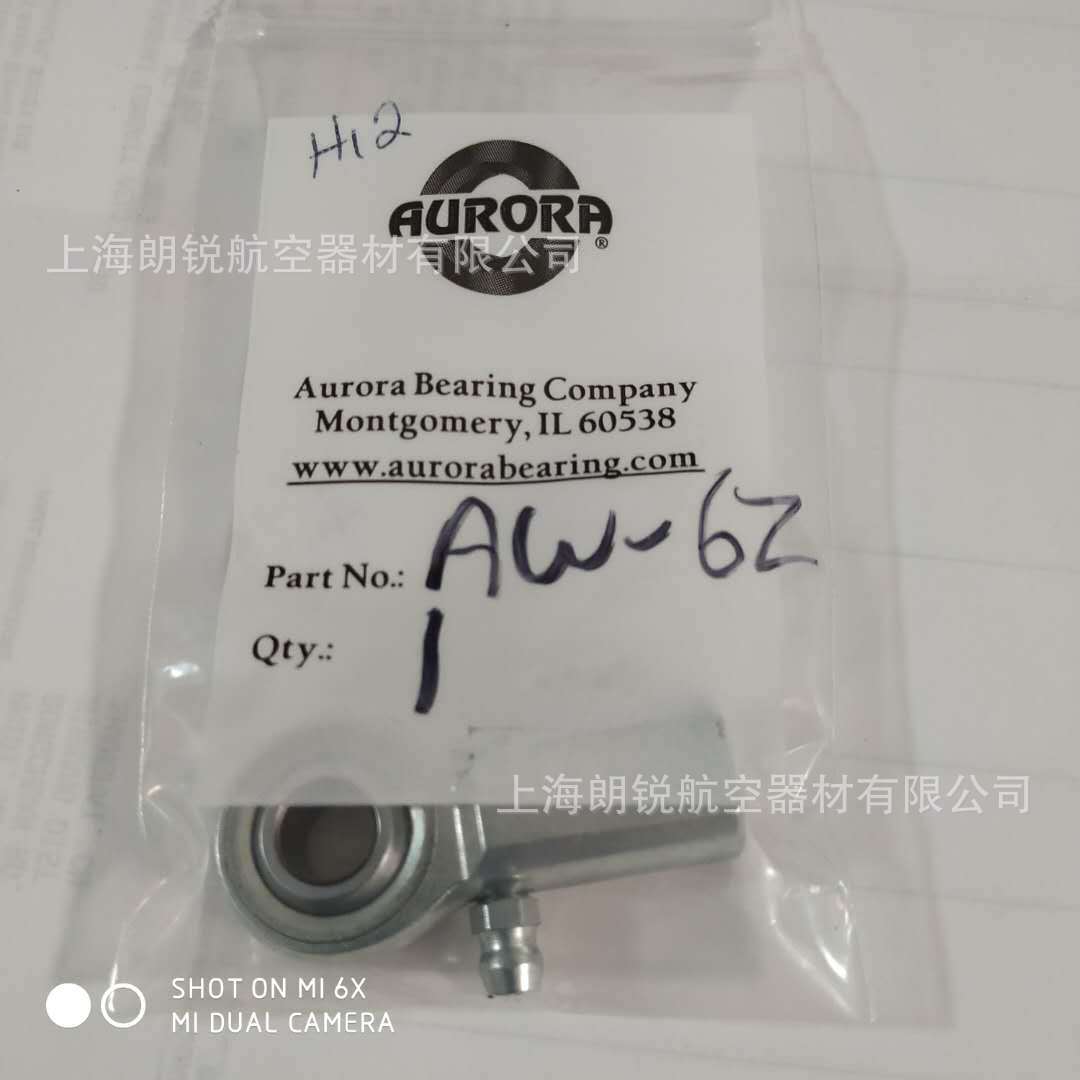 H12
AURORA
®
上海朗锐航空器材有限公司
Aurora Bearing Company
Montgomery, IL 60538
www.aurorabearing.com
Part No.: AW-6Z
Qty.: 1
上海朗锐航空器材有限公司
SHOT ON MI 6X
MI DUAL CAMERA